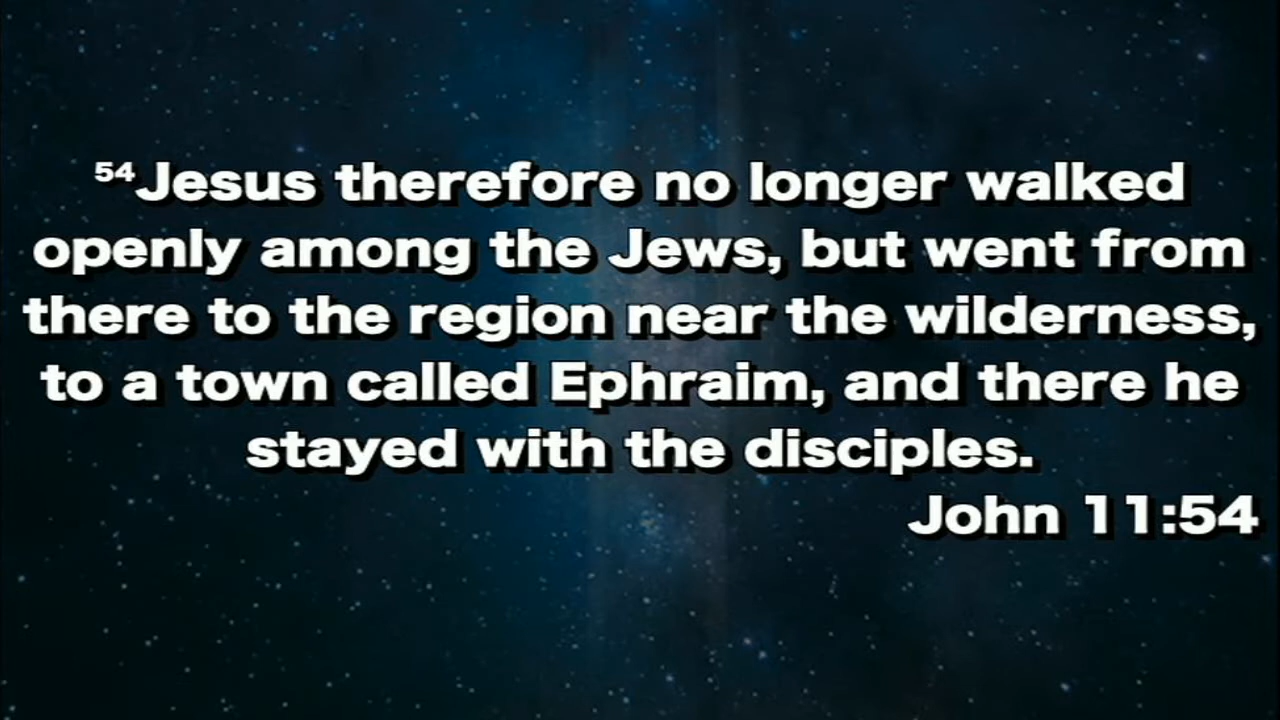 ⁵⁴Jesus therefore no longer walked
openly among the Jews, but went from
there to the region near the wilderness,
to a town called Ephraim, and there he
stayed with the disciples.
John 11:54